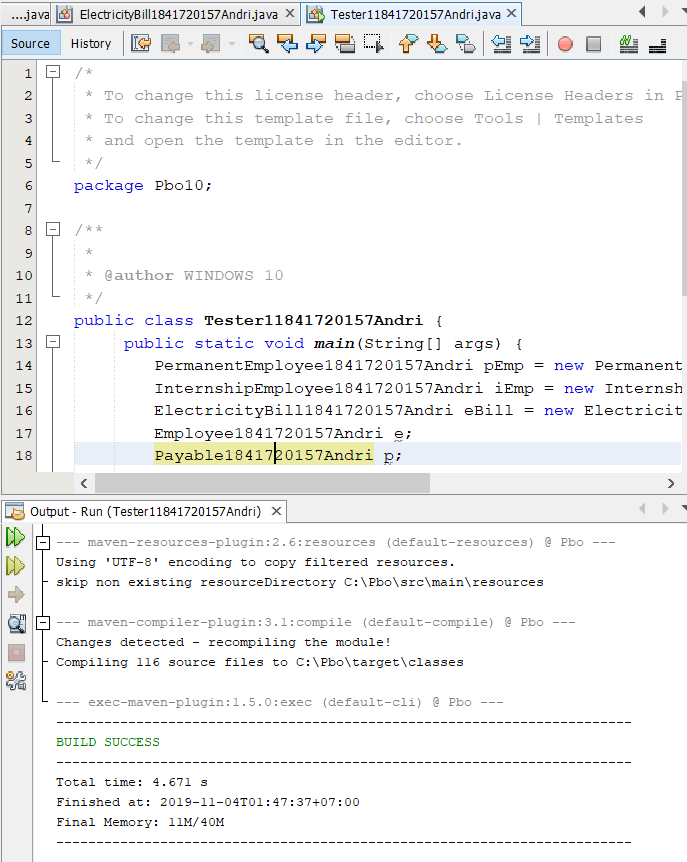 ....java ElectricityBill1841720157Andri.java Tester11841720157Andri.java
Source History
1 /*
2 * To change this license header, choose License Headers in P
3 * To change this template file, choose Tools | Templates
4 * and open the template in the editor.
5 */
6 package Pbo10;
7
8 /**
9 *
10 * @author WINDOWS 10
11 */
12 public class Tester11841720157Andri {
13 public static void main(String[] args) {
14 PermanentEmployee1841720157Andri pEmp = new Permanent
15 InternshipEmployee1841720157Andri iEmp = new Internsh
16 ElectricityBill1841720157Andri eBill = new Electricit
17 Employee1841720157Andri e;
18 Payable1841720157Andri p;
Output - Run (Tester11841720157Andri)
--- maven-resources-plugin:2.6:resources (default-resources) @ Pbo ---
Using 'UTF-8' encoding to copy filtered resources.
skip non existing resourceDirectory C:\Pbo\src\main\resources
--- maven-compiler-plugin:3.1:compile (default-compile) @ Pbo ---
Changes detected - recompiling the module!
Compiling 116 source files to C:\Pbo\target\classes
--- exec-maven-plugin:1.5.0:exec (default-cli) @ Pbo ---
------------------------------------------------------------------------
BUILD SUCCESS
------------------------------------------------------------------------
Total time: 4.671 s
Finished at: 2019-11-04T01:47:37+07:00
Final Memory: 11M/40M
------------------------------------------------------------------------